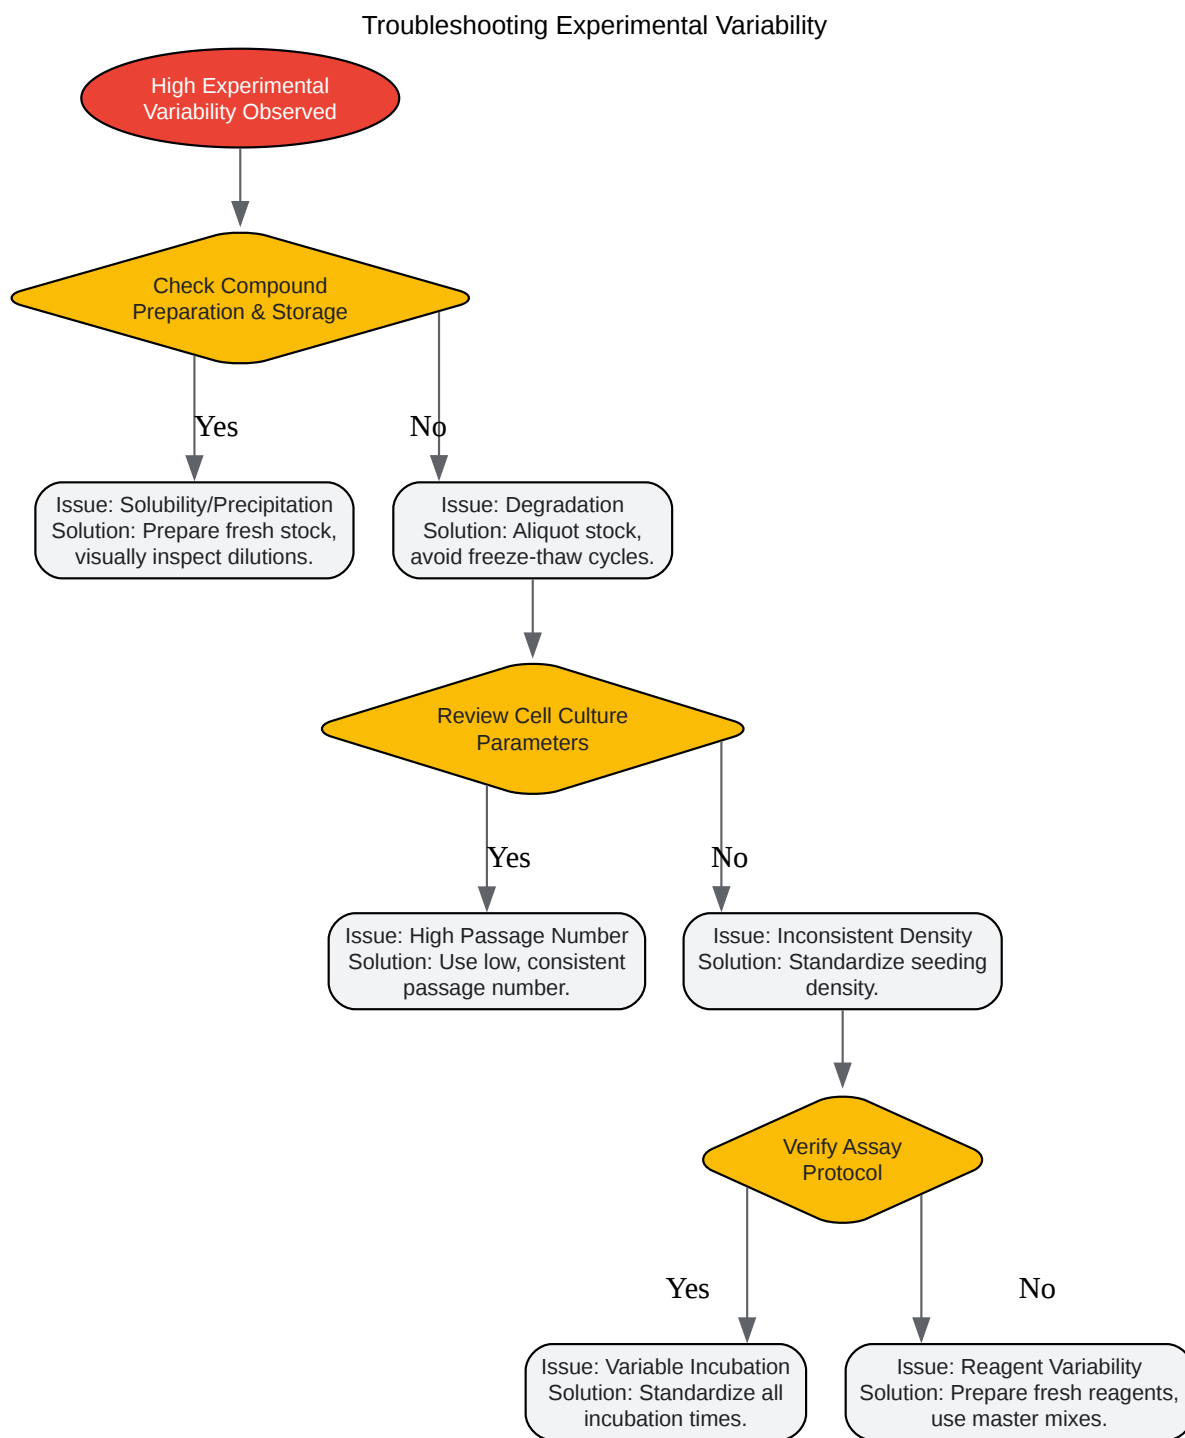 Troubleshooting Experimental Variability
High Experimental
Variability Observed
Check Compound
Preparation & Storage
Yes
No
Issue: Solubility/Precipitation
Solution: Prepare fresh stock,
visually inspect dilutions.
Issue: Degradation
Solution: Aliquot stock,
avoid freeze-thaw cycles.
Review Cell Culture
Parameters
Yes
No
Issue: High Passage Number
Solution: Use low, consistent
passage number.
Issue: Inconsistent Density
Solution: Standardize seeding
density.
Verify Assay
Protocol
Yes
No
Issue: Variable Incubation
Solution: Standardize all
incubation times.
Issue: Reagent Variability
Solution: Prepare fresh reagents,
use master mixes.